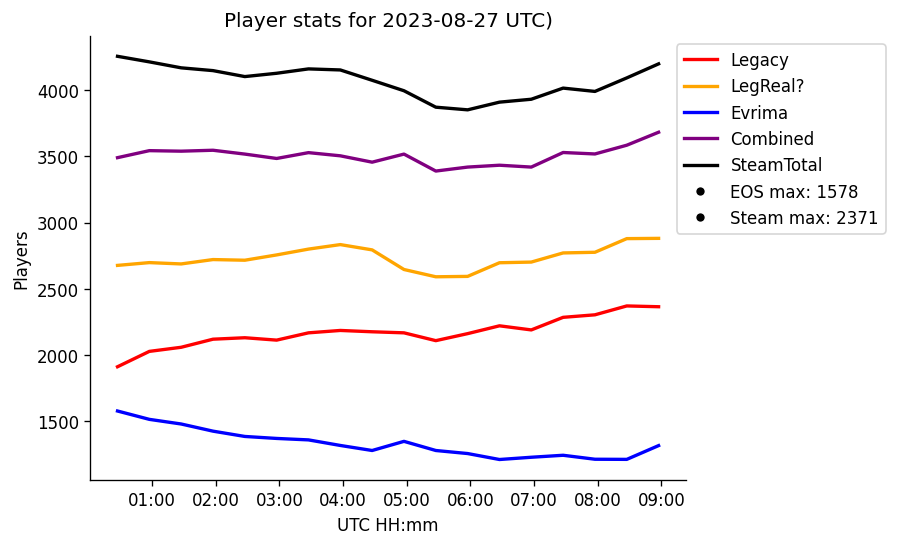 Player stats for 2023-08-27 UTC)
Legacy
LegReal?
Evrima
Combined
SteamTotal
EOS max: 1578
Steam max: 2371
Players
4000
3500
3000
2500
2000
1500
01:00 02:00 03:00 04:00 05:00 06:00 07:00 08:00 09:00
UTC HH:mm